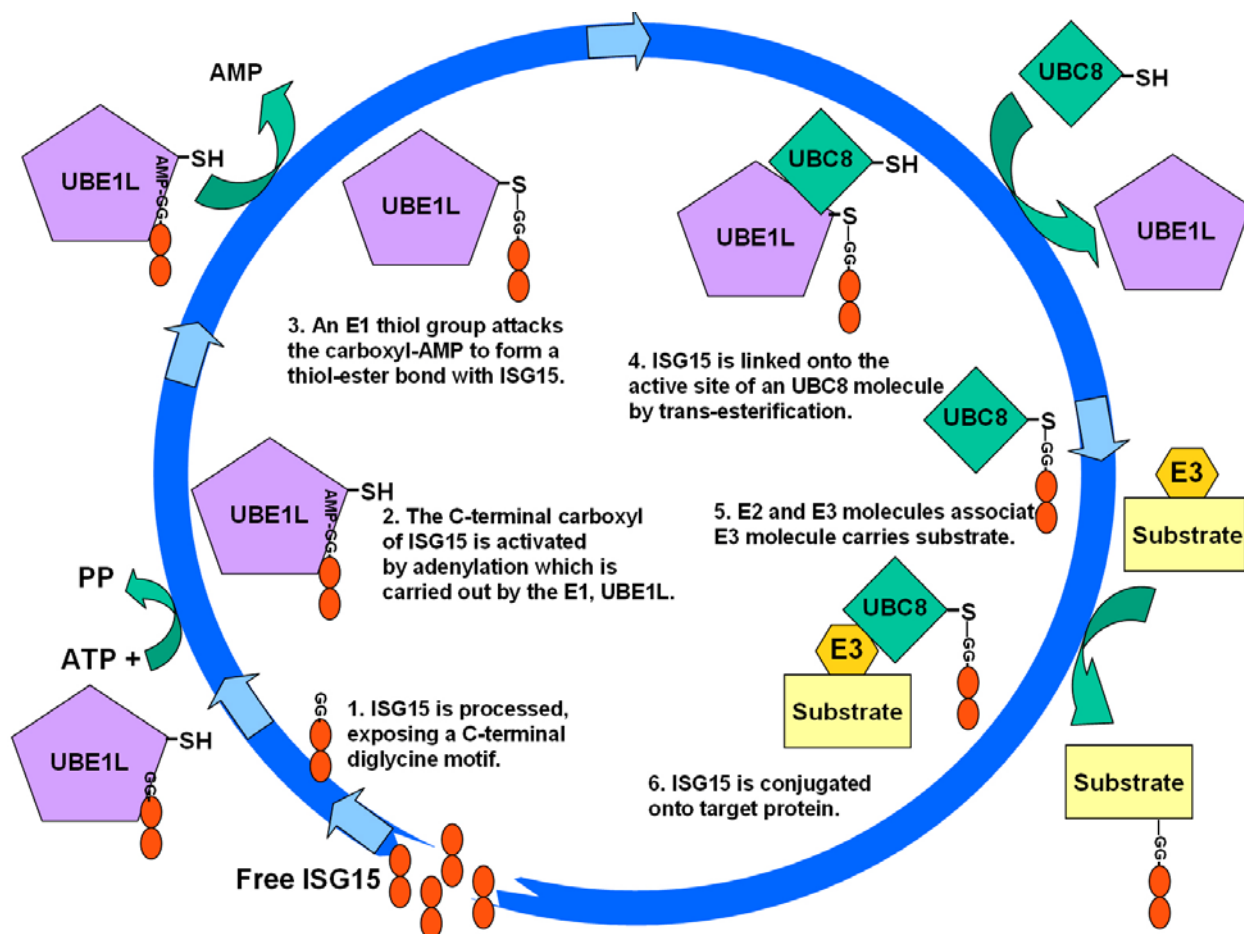 AMP
UBE1L
SH
AMP-GG
UBE1L
S
GG
UBC8
SH
UBE1L
S
GG
UBC8
SH
UBE1L
3. An E1 thiol group attacks
the carboxyl-AMP to form a
thiol-ester bond with ISG15.
4. ISG15 is linked onto the
active site of an UBC8 molecule
by trans-esterification.
UBC8
S
GG
E3
Substrate
UBE1L
SH
AMP-GG
2. The C-terminal carboxyl
of ISG15 is activated
by adenylation which is
carried out by the E1, UBE1L.
5. E2 and E3 molecules associat
E3 molecule carries substrate.
PP
ATP +
UBE1L
SH
GG
GG
1. ISG15 is processed,
exposing a C-terminal
diglycine motif.
UBC8
S
GG
E3
Substrate
6. ISG15 is conjugated
onto target protein.
Substrate
GG
Free ISG15